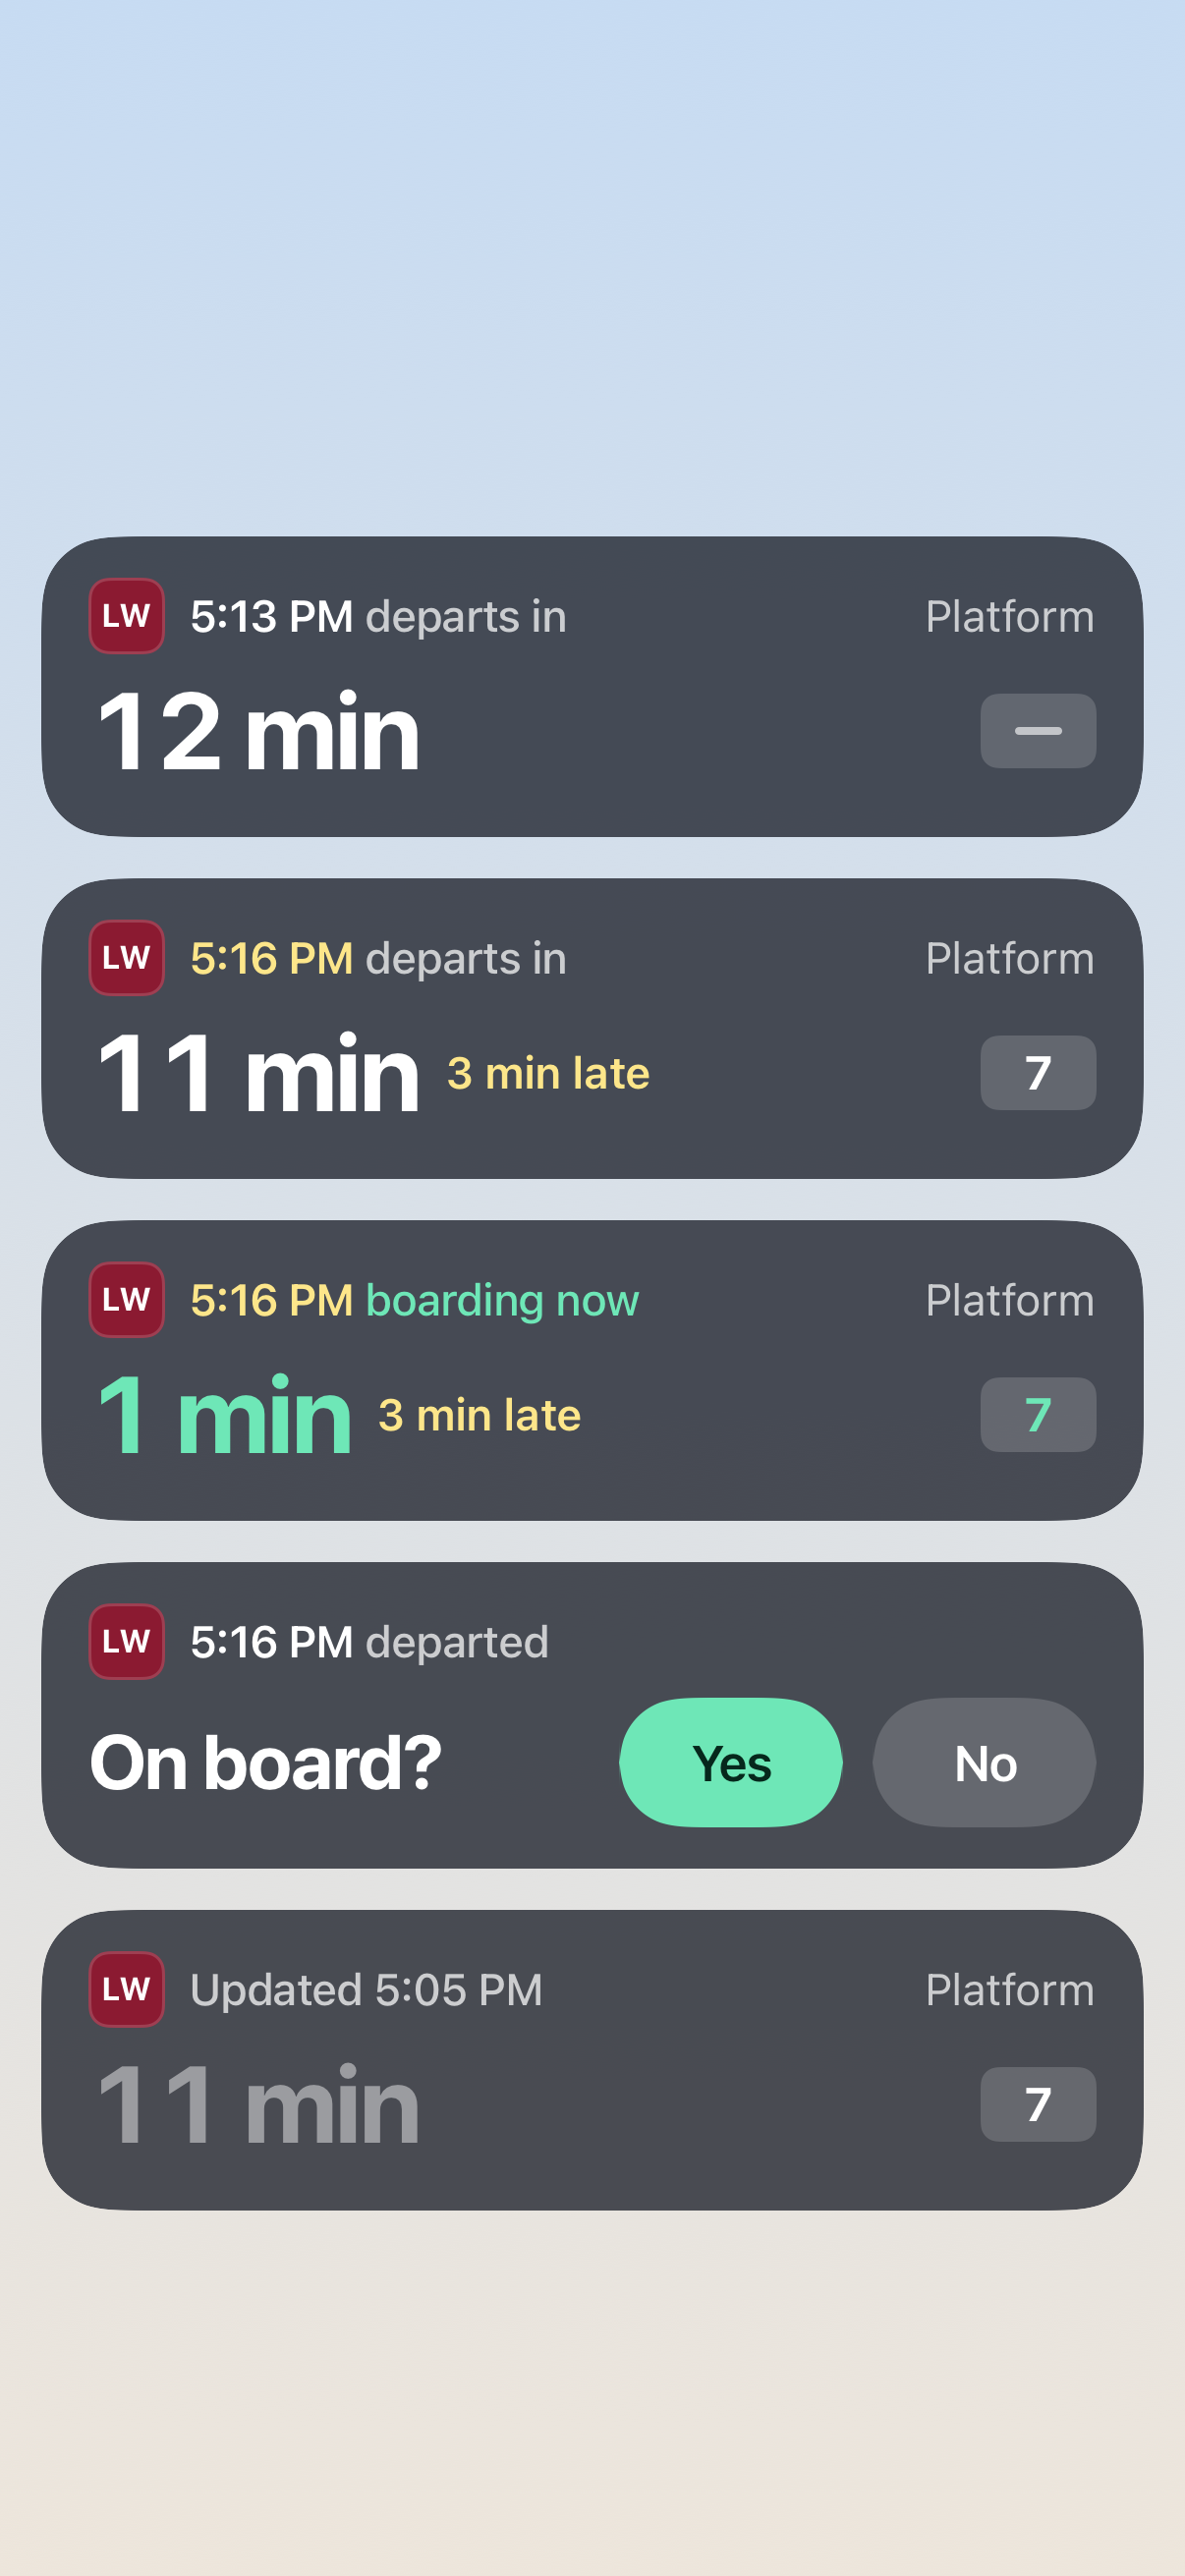 LW 5:13 PM departs in Platform
12 min —
LW 5:16 PM departs in Platform
11 min 3 min late 7
LW 5:16 PM boarding now Platform
1 min 3 min late 7
LW 5:16 PM departed
On board? Yes No
LW Updated 5:05 PM Platform
11 min 7